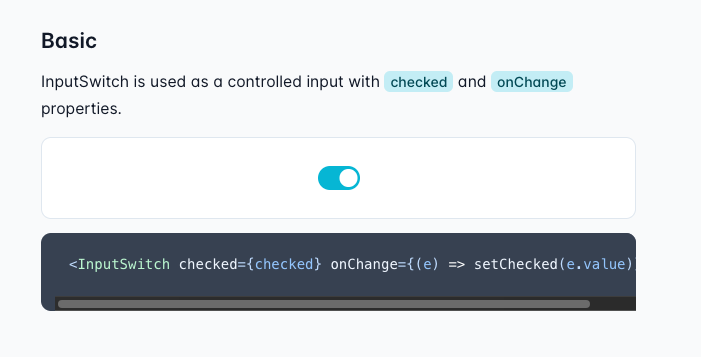 Basic
InputSwitch is used as a controlled input with checked and onChange
properties.
<InputSwitch checked={checked} onChange={(e) => setChecked(e.value)